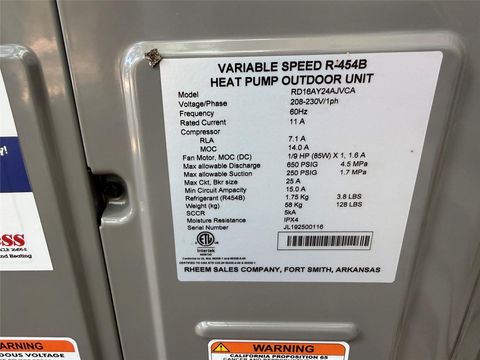 VARIABLE SPEED R-454B
HEAT PUMP OUTDOOR UNIT
Model RD16AY24AJVCA
Voltage/Phase 208-230V/1ph
Frequency 60Hz
Rated Current 11 A
Compressor
RLA 7.1 A
MOC 14.0 A
Fan Motor, MOC (DC) 1/9 HP (85W) X 1, 1.6 A
Max allowable Discharge 650 PSIG 4.5 MPa
Max allowable Suction 250 PSIG 1.7 MPa
Max Ckt, Bkr size 25 A
Min Circuit Ampacity 15.0 A
Refrigerant (R454B) 1.75 Kg 3.8 LBS
Weight (kg) 58 Kg 128 LBS
SCCR 5kA
Moisture Resistance IPX4
Serial Number JL192500116
Intertek
RHEEM SALES COMPANY, FORT SMITH, ARKANSAS
and Heating
WARNING
WARNING
CALIFORNIA PROPOSITION 65